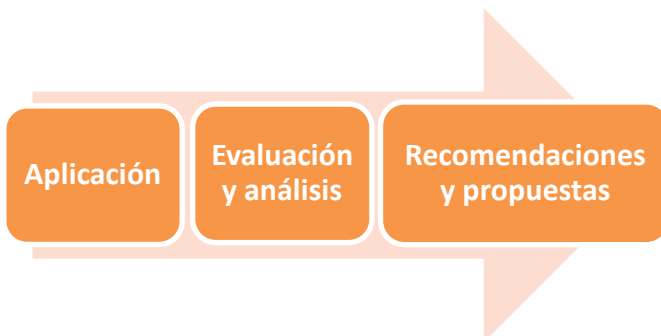 Aplicación
Evaluación
y análisis
Recomendaciones
y propuestas